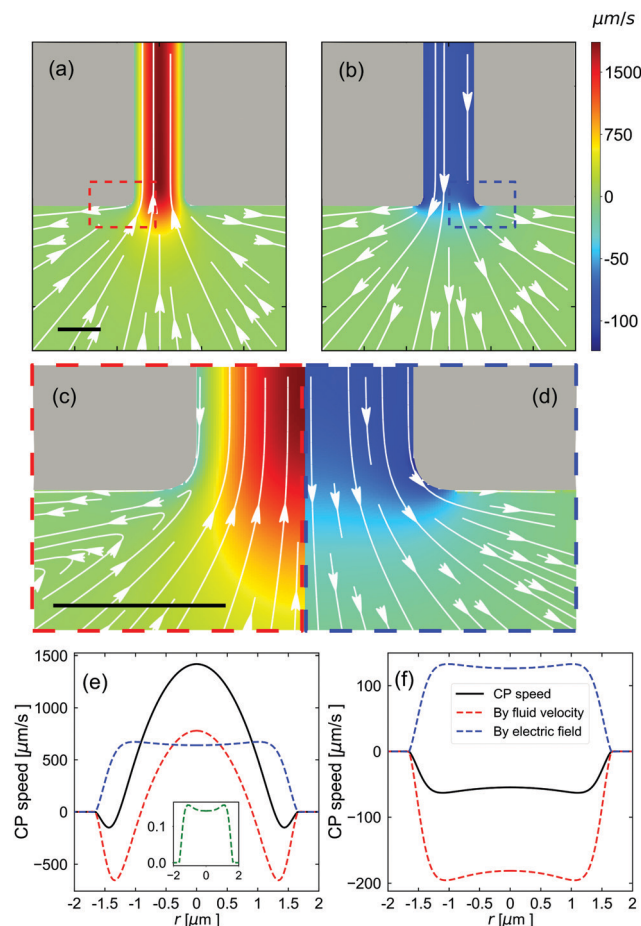 μm/s
(a)
(b)
1500
750
0
-50
-100
(c)
(d)
(e)
(f)
1500
1000
500
0
−500
CP speed [μm/s]
0.1
0.0
-2 0 2
-2 -1.5 -1 -0.5 0 0.5 1 1.5 2
r [μm]
100
0
−100
−200
CP speed [μm/s]
CP speed
By fluid velocity
By electric field
-2 -1.5 -1 -0.5 0 0.5 1 1.5 2
r [μm]